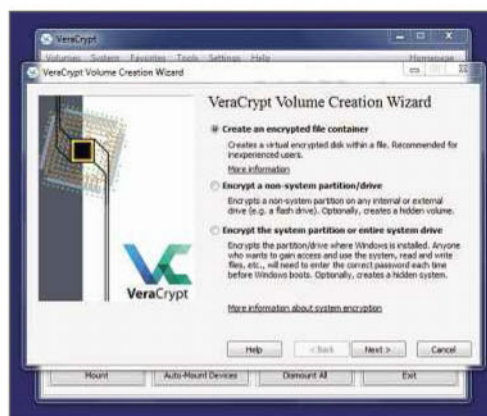 VeraCrypt
Volumes System Favorites Tools Settings Help Homepage
VeraCrypt Volume Creation Wizard
VeraCrypt Volume Creation Wizard
Create an encrypted file container
Creates a virtual encrypted disk within a file. Recommended for
inexperienced users.
More information
Encrypt a non-system partition/drive
Encrypts a non-system partition on any internal or external
drive (e.g. a flash drive). Optionally, creates a hidden volume.
Encrypt the system partition or entire system drive
Encrypts the partition/drive where Windows is installed. Anyone
who wants to gain access and use the system, read and write
files, etc., will need to enter the correct password each time
before Windows boots. Optionally, creates a hidden system.
VeraCrypt
More information about system encryption
Help < Back Next > Cancel
Mount Auto-Mount Devices Dismount All Exit